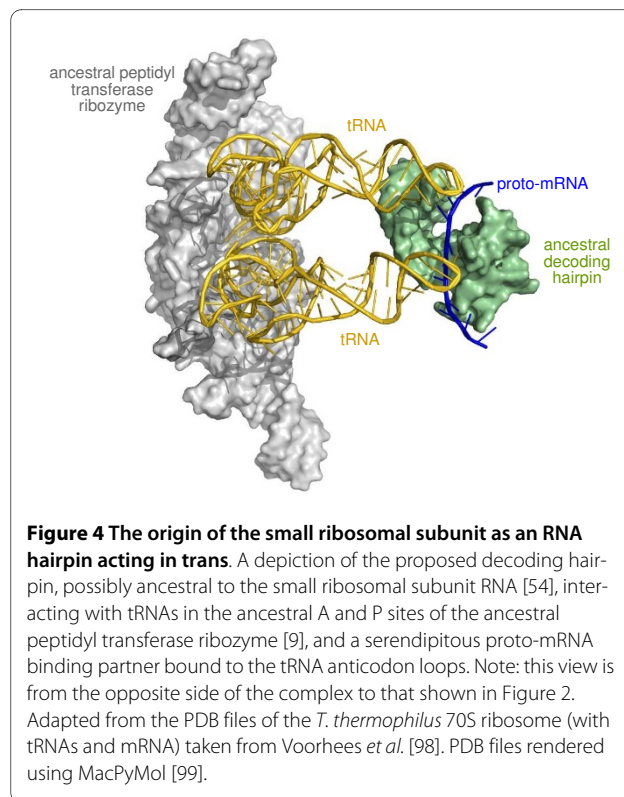 ancestral peptidyl
transferase
ribozyme
tRNA
proto-mRNA
ancestral
decoding
hairpin
tRNA
Figure 4 The origin of the small ribosomal subunit as an RNA
hairpin acting in trans. A depiction of the proposed decoding hair-
pin, possibly ancestral to the small ribosomal subunit RNA [54], inter-
acting with tRNAs in the ancestral A and P sites of the ancestral
peptidyl transferase ribozyme [9], and a serendipitous proto-mRNA
binding partner bound to the tRNA anticodon loops. Note: this view is
from the opposite side of the complex to that shown in Figure 2.
Adapted from the PDB files of the T. thermophilus 70S ribosome (with
tRNAs and mRNA) taken from Voorhees et al. [98]. PDB files rendered
using MacPyMol [99].